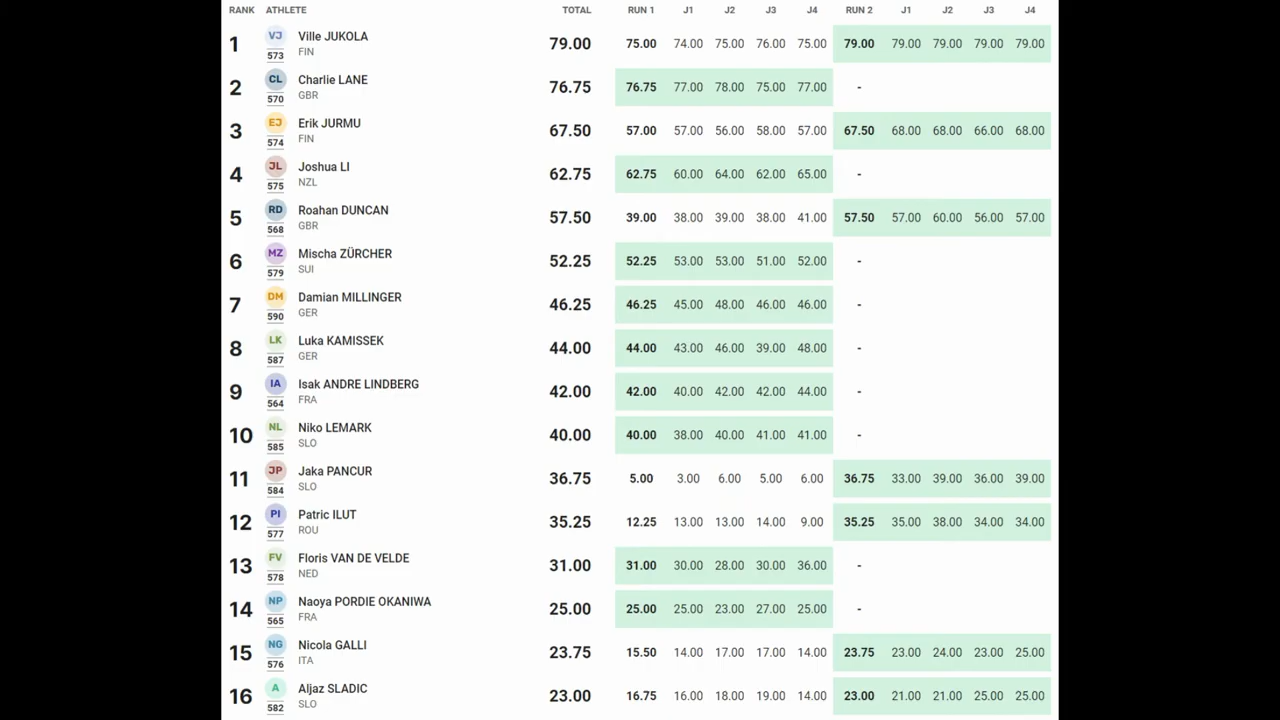 RANK ATHLETE TOTAL RUN 1 J1 J2 J3 J4 RUN 2 J1 J2 J3 J4
1 VJ 573 Ville JUKOLA FIN 79.00 75.00 74.00 75.00 76.00 75.00 79.00 79.00 79.00 79.00 79.00
2 CL 570 Charlie LANE GBR 76.75 76.75 77.00 78.00 75.00 77.00 -
3 EJ 574 Erik JURMU FIN 67.50 57.00 57.00 56.00 58.00 57.00 67.50 68.00 68.00 66.00 68.00
4 JL 575 Joshua LI NZL 62.75 62.75 60.00 64.00 62.00 65.00 -
5 RD 568 Roahan DUNCAN GBR 57.50 39.00 38.00 39.00 38.00 41.00 57.50 57.00 60.00 56.00 57.00
6 MZ 579 Mischa ZÜRCHER SUI 52.25 52.25 53.00 53.00 51.00 52.00 -
7 DM 590 Damian MILLINGER GER 46.25 46.25 45.00 48.00 46.00 46.00 -
8 LK 587 Luka KAMISSEK GER 44.00 44.00 43.00 46.00 39.00 48.00 -
9 IA 564 Isak ANDRE LINDBERG FRA 42.00 42.00 40.00 42.00 42.00 44.00 -
10 NL 585 Niko LEMARK SLO 40.00 40.00 38.00 40.00 41.00 41.00 -
11 JP 584 Jaka PANCUR SLO 36.75 5.00 3.00 6.00 5.00 6.00 36.75 33.00 39.00 36.00 39.00
12 PI 577 Patric ILUT ROU 35.25 12.25 13.00 13.00 14.00 9.00 35.25 35.00 38.00 34.00 34.00
13 FV 578 Floris VAN DE VELDE NED 31.00 31.00 30.00 28.00 30.00 36.00 -
14 NP 565 Naoya PORDIE OKANIWA FRA 25.00 25.00 25.00 23.00 27.00 25.00 -
15 NG 576 Nicola GALLI ITA 23.75 15.50 14.00 17.00 17.00 14.00 23.75 23.00 24.00 23.00 25.00
16 A 582 Aljaz SLADIC SLO 23.00 16.75 16.00 18.00 19.00 14.00 23.00 21.00 21.00 25.00 25.00